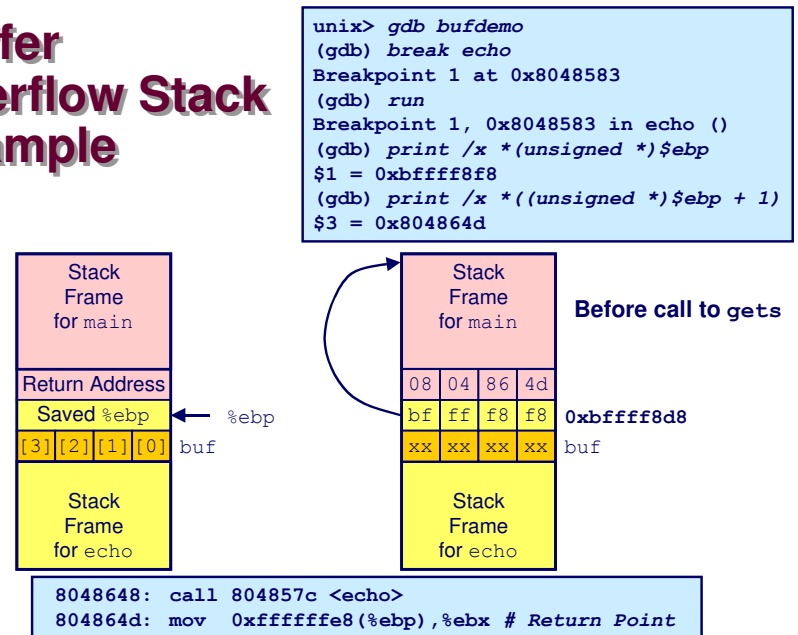 fer
erflow Stack
ample
unix> gdb bufdemo
(gdb) break echo
Breakpoint 1 at 0x8048583
(gdb) run
Breakpoint 1, 0x8048583 in echo ()
(gdb) print /x *(unsigned *)$ebp
$1 = 0xbffff8f8
(gdb) print /x *((unsigned *)$ebp + 1)
$3 = 0x804864d
Stack
Frame
for main
Return Address
Saved %ebp
%ebp
[3] [2] [1] [0] buf
Stack
Frame
for echo
Stack
Frame
for main
Before call to gets
08 04 86 4d
bf ff f8 f8 0xbffff8d8
xx xx xx xx buf
Stack
Frame
for echo
8048648: call 804857c <echo>
804864d: mov 0xffffffe8(%ebp),%ebx # Return Point